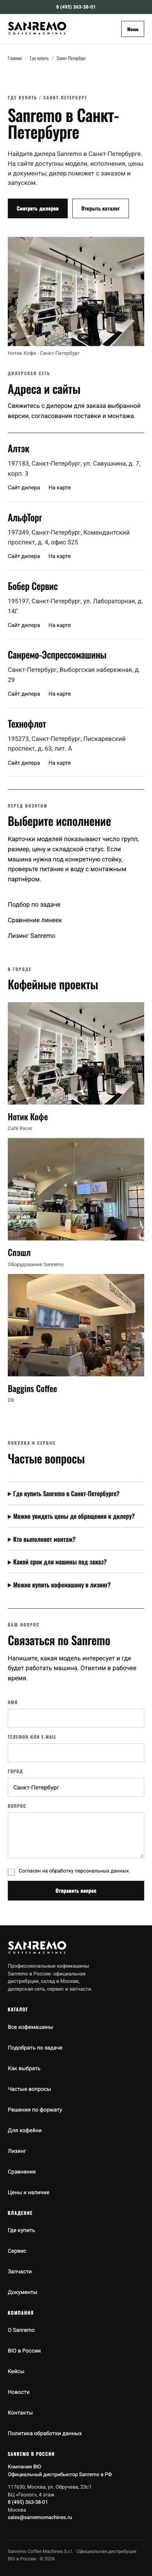 8 (495) 363-38-01
SANREMO
COFFEE MACHINES
Меню
Главная / Где купить / Санкт-Петербург
ГДЕ КУПИТЬ / САНКТ-ПЕТЕРБУРГ
Sanremo в Санкт-
Петербурге
Найдите дилера Sanremo в Санкт-Петербурге.
На сайте доступны модели, исполнения, цены
и документы; дилер поможет с заказом и
запуском.
Смотреть дилеров
Открыть каталог
Нотик Кофе · Санкт-Петербург
ДИЛЕРСКАЯ СЕТЬ
Адреса и сайты
Свяжитесь с дилером для заказа выбранной
версии, согласования поставки и монтажа.
Алтэк
197183, Санкт-Петербург, ул. Савушкина, д. 7,
корп. 3
Сайт дилера На карте
АльфТорг
197349, Санкт-Петербург, Комендантский
проспект, д. 4, офис 525
Сайт дилера На карте
Бобер Сервис
195197, Санкт-Петербург, ул. Лабораторная, д.
14Г
Сайт дилера На карте
Санремо-Эспрессомашины
Санкт-Петербург, Выборгская набережная, д.
29
Сайт дилера На карте
Технофлот
195273, Санкт-Петербург, Пискаревский
проспект, д. 63, лит. А
Сайт дилера На карте
ПЕРЕД ВИЗИТОМ
Выберите исполнение
Карточки моделей показывают число групп,
размер, цену и складской статус. Если
машина нужна под конкретную стойку,
проверьте питание и воду с монтажным
партнёром.
Подбор по задаче
Сравнение линеек
Лизинг Sanremo
В ГОРОДЕ
Кофейные проекты
Нотик Кофе
Café Racer
Спэшл
Оборудование Sanremo
Baggins Coffee
D8
ПОКУПКА И СЕРВИС
Частые вопросы
Где купить Sanremo в Санкт-Петербурге?
Можно увидеть цены до обращения к дилеру?
Кто выполняет монтаж?
Какой срок для машины под заказ?
Можно купить кофемашину в лизинг?
ВАШ ВОПРОС
Связаться по Sanremo
Напишите, какая модель интересует и где
будет работать машина. Ответим в рабочее
время.
ИМЯ
ТЕЛЕФОН ИЛИ E-MAIL
ГОРОД
Санкт-Петербург
ВОПРОС
Согласен на обработку персональных данных
Отправить вопрос
SANREMO
COFFEE MACHINES
Профессиональные кофемашины
Sanremo в России: официальная
дистрибуция, склад в Москве,
дилерская сеть, сервис и запчасти.
КАТАЛОГ
Все кофемашины
Подобрать по задаче
Как выбрать
Частые вопросы
Решения по формату
Для кофейни
Лизинг
Сравнения
Цены и наличие
ВЛАДЕНИЕ
Где купить
Сервис
Запчасти
Документы
КОМПАНИЯ
О Sanremo
BIO в России
Кейсы
Новости
Контакты
Политика обработки данных
SANREMO В РОССИИ
Компания BIO
Официальный дистрибьютор Sanremo в РФ
117630, Москва, ул. Обручева, 23с1
БЦ «Геолог», 4 этаж
8 (495) 363-38-01
Москва
sales@sanremomachines.ru
Sanremo Coffee Machines S.r.l. · Официальная дистрибуция
BIO в России · © 2026